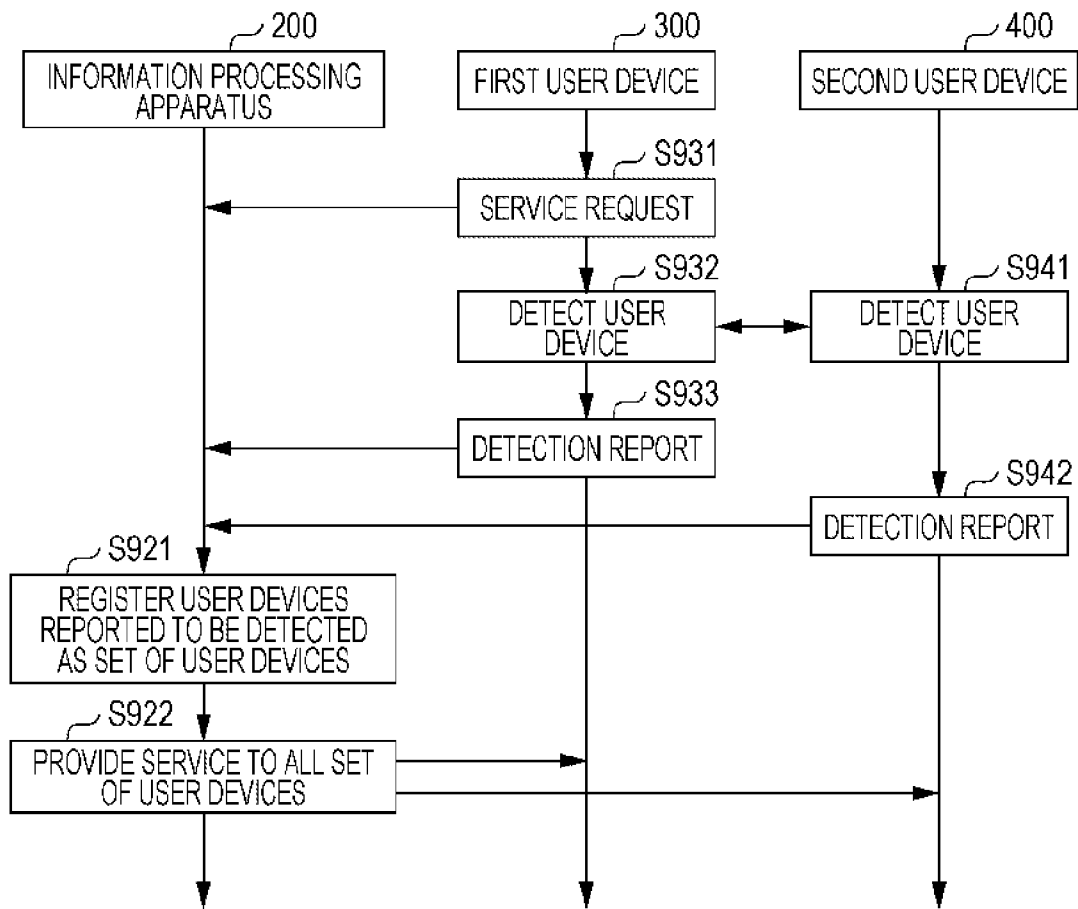 200
300
400
INFORMATION PROCESSING
APPARATUS
FIRST USER DEVICE
SECOND USER DEVICE
S931
SERVICE REQUEST
S932
S941
DETECT USER
DEVICE
DETECT USER
DEVICE
S933
DETECTION REPORT
S942
DETECTION REPORT
S921
REGISTER USER DEVICES
REPORTED TO BE DETECTED
AS SET OF USER DEVICES
S922
PROVIDE SERVICE TO ALL SET
OF USER DEVICES